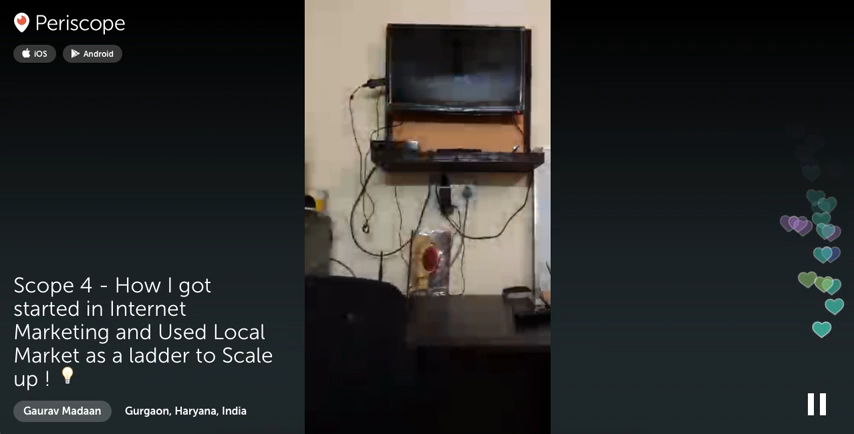 Periscope
iOS
Android
Scope 4 - How I got
started in Internet
Marketing and Used Local
Market as a ladder to Scale
up ! 💡
Gaurav Madaan
Gurgaon, Haryana, India